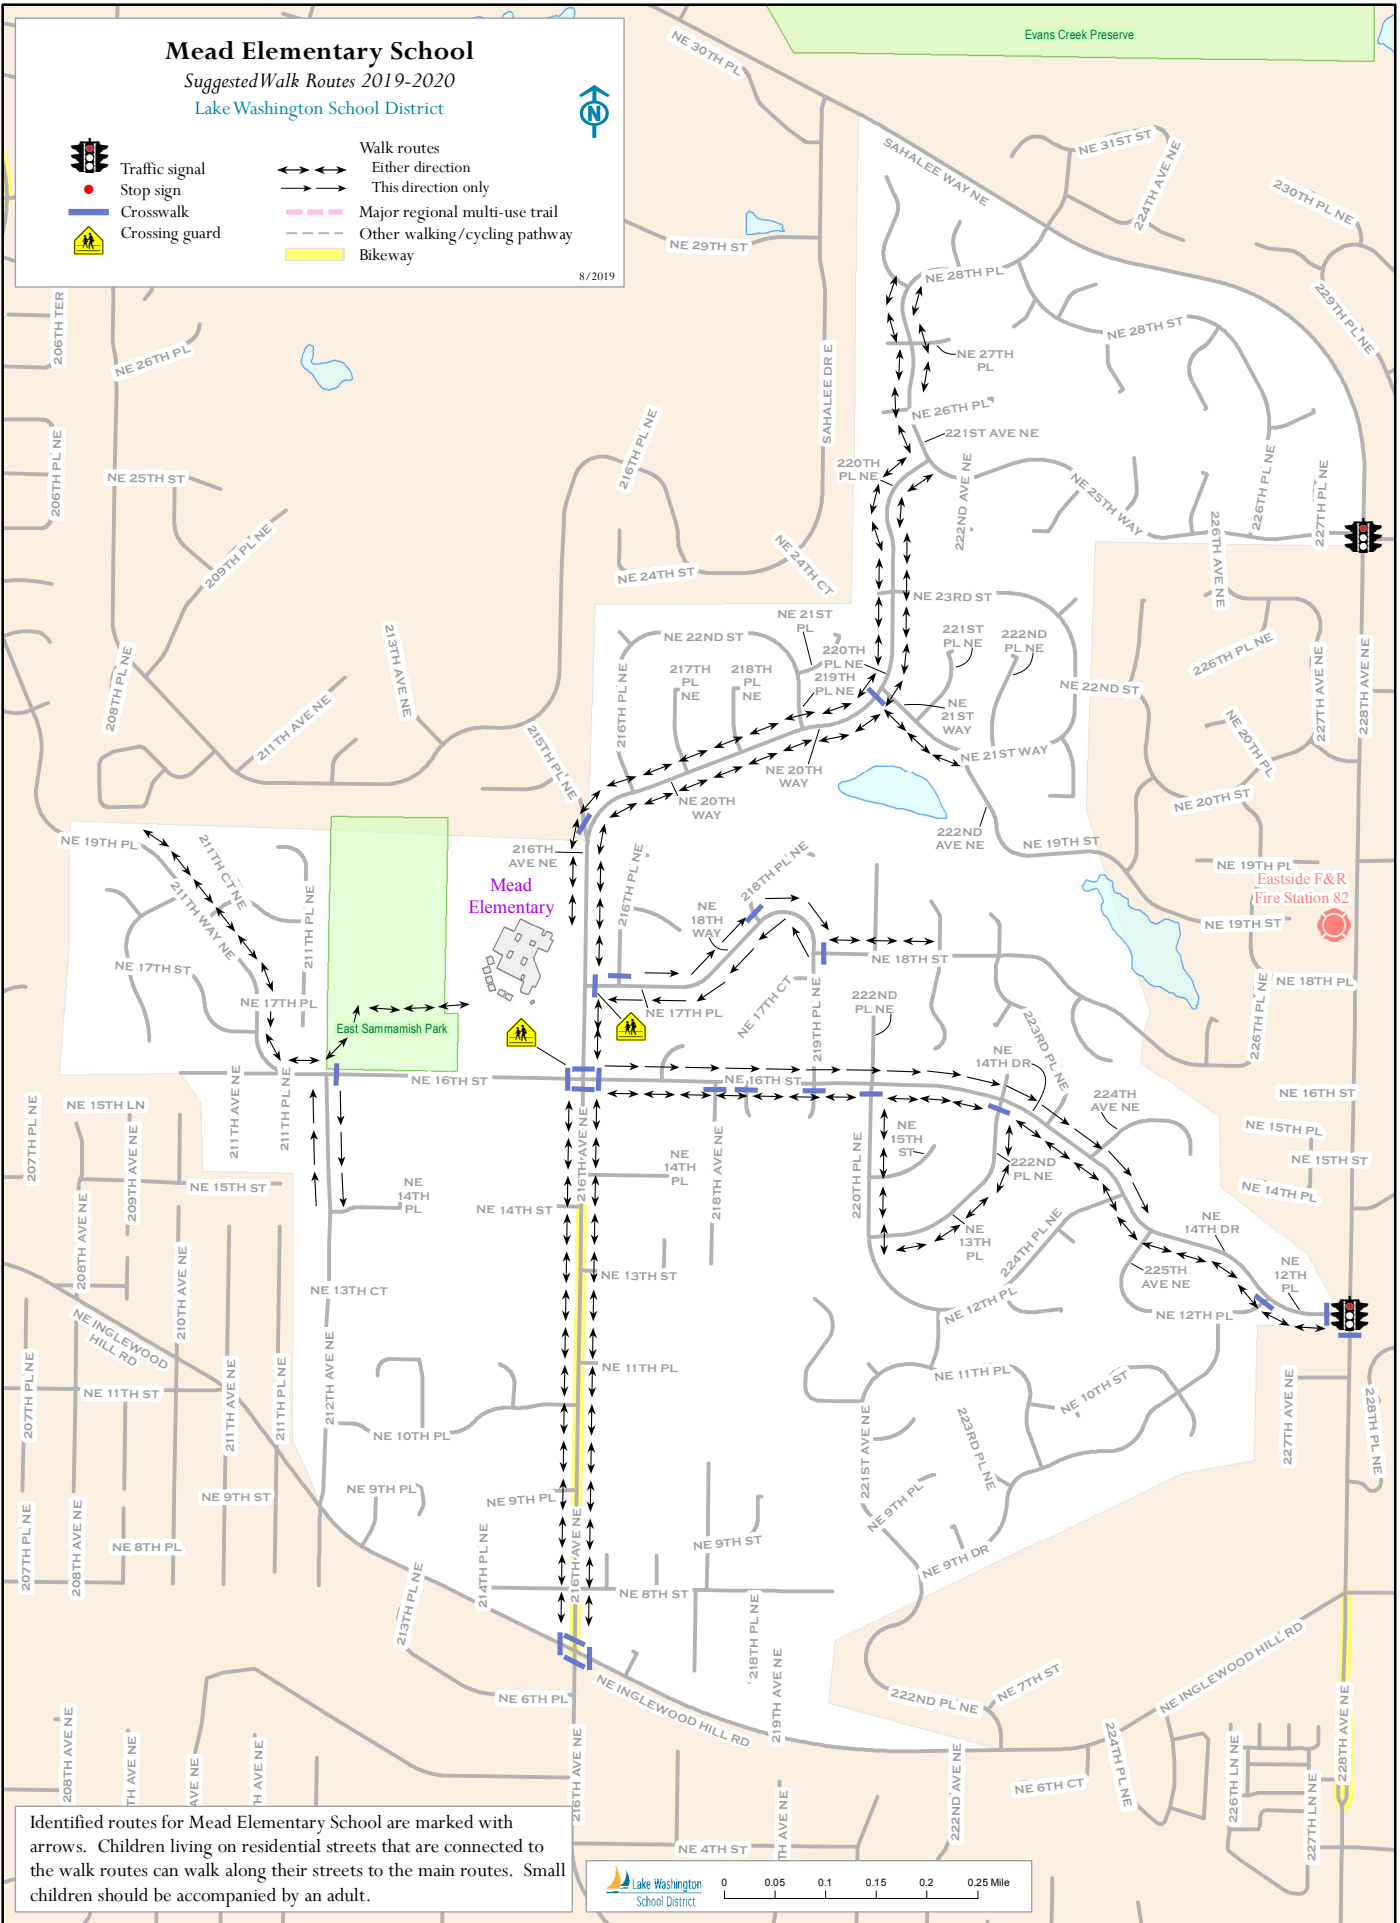 Mead Elementary School
Suggested Walk Routes 2019-2020
Lake Washington School District
N
Traffic signal
Stop sign
Crosswalk
Crossing guard
Walk routes
Either direction
This direction only
Major regional multi-use trail
Other walking/cycling pathway
Bikeway
8/2019
Evans Creek Preserve
NE 30TH PL
SAHALEE WAY NE
NE 31ST ST
224TH AVE NE
230TH PL NE
NE 29TH ST
NE 28TH PL
229TH PL NE
206TH TER
NE 26TH PL
SAHALEE DR E
NE 28TH ST
NE 27TH
PL
NE 26TH PL
221ST AVE NE
206TH PL NE
NE 25TH ST
216TH PL NE
220TH
PL NE
222ND AVE NE
NE 25TH WAY
226TH PL NE
227TH PL NE
226TH AVE NE
209TH PL NE
NE 24TH ST
NE 24TH CT
NE 23RD ST
NE 21ST
PL
NE 22ND ST
220TH
PL NE
219TH
PL NE
221ST
PL NE
222ND
PL NE
226TH PL NE
227TH AVE NE
228TH AVE NE
208TH PL NE
213TH AVE NE
211TH AVE NE
215TH PL NE
216TH PL NE
217TH
PL
NE
218TH
PL
NE
NE
21ST
WAY
NE 22ND ST
NE 21ST WAY
NE 20TH PL
NE 20TH
WAY
NE 20TH
WAY
NE 20TH ST
222ND
AVE NE
NE 19TH ST
NE 19TH PL
211TH CT NE
211TH WAY NE
211TH PL NE
216TH
AVE NE
Mead
Elementary
216TH PL NE
NE
18TH
WAY
218TH PL NE
NE 19TH PL
Eastside F&R
Fire Station 82
NE 19TH ST
NE 17TH ST
NE 17TH PL
East Sammamish Park
NE 17TH PL
NE 17TH CT
219TH PL NE
NE 18TH ST
222ND
PL NE
NE 18TH PL
226TH PL NE
NE 16TH ST
NE 16TH ST
NE
14TH DR
223RD PL NE
NE 16TH ST
NE 15TH LN
207TH PL NE
209TH AVE NE
211TH AVE NE
211TH PL NE
216TH AVE NE
218TH AVE NE
220TH PL NE
NE
15TH
ST
222ND
PL NE
224TH
AVE NE
NE 15TH PL
NE 15TH ST
NE 14TH PL
NE 15TH ST
NE
14TH
PL
NE 14TH ST
NE
14TH
PL
NE
13TH
PL
224TH PL NE
NE
14TH DR
208TH AVE NE
210TH AVE NE
NE 13TH CT
NE 13TH ST
225TH
AVE NE
NE
12TH
PL
NE INGLEWOOD
HILL RD
NE 12TH PL
NE 12TH PL
207TH PL NE
NE 11TH ST
211TH AVE NE
211TH PL NE
212TH AVE NE
NE 11TH PL
NE 11TH PL
NE 10TH ST
227TH AVE NE
228TH PL NE
NE 10TH PL
221ST AVE NE
223RD PL NE
207TH PL NE
208TH AVE NE
NE 9TH ST
NE 9TH PL
NE 9TH PL
NE 9TH PL
NE 8TH PL
214TH PL NE
216TH AVE NE
NE 9TH ST
NE 9TH DR
213TH PL NE
NE 8TH ST
218TH PL NE
219TH AVE NE
NE 6TH PL
NE INGLEWOOD HILL RD
222ND PL NE
NE 7TH ST
NE INGLEWOOD HILL RD
228TH AVE NE
208TH AVE NE
TH AVE NE
AVE NE
TH AVE NE
216TH AVE NE
TH AVE NE
222ND AVE NE
NE 6TH CT
224TH PL NE
226TH LN NE
227TH LN NE
NE 4TH ST
Identified routes for Mead Elementary School are marked with
arrows. Children living on residential streets that are connected to
the walk routes can walk along their streets to the main routes. Small
children should be accompanied by an adult.
Lake Washington
School District
0 0.05 0.1 0.15 0.2 0.25 Mile